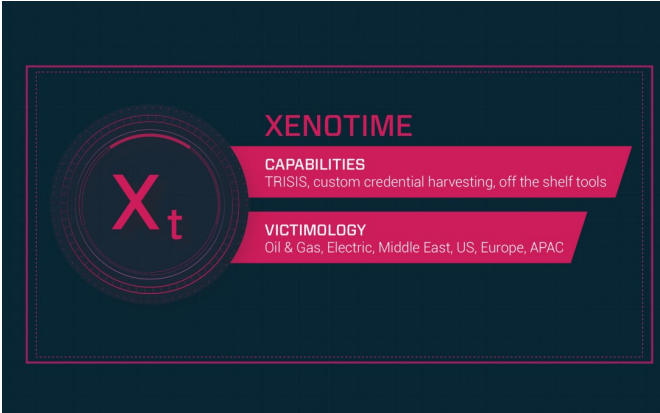 Xt
XENOTIME
CAPABILITIES
TRISIS, custom credential harvesting, off the shelf tools
VICTIMOLOGY
Oil & Gas, Electric, Middle East, US, Europe, APAC